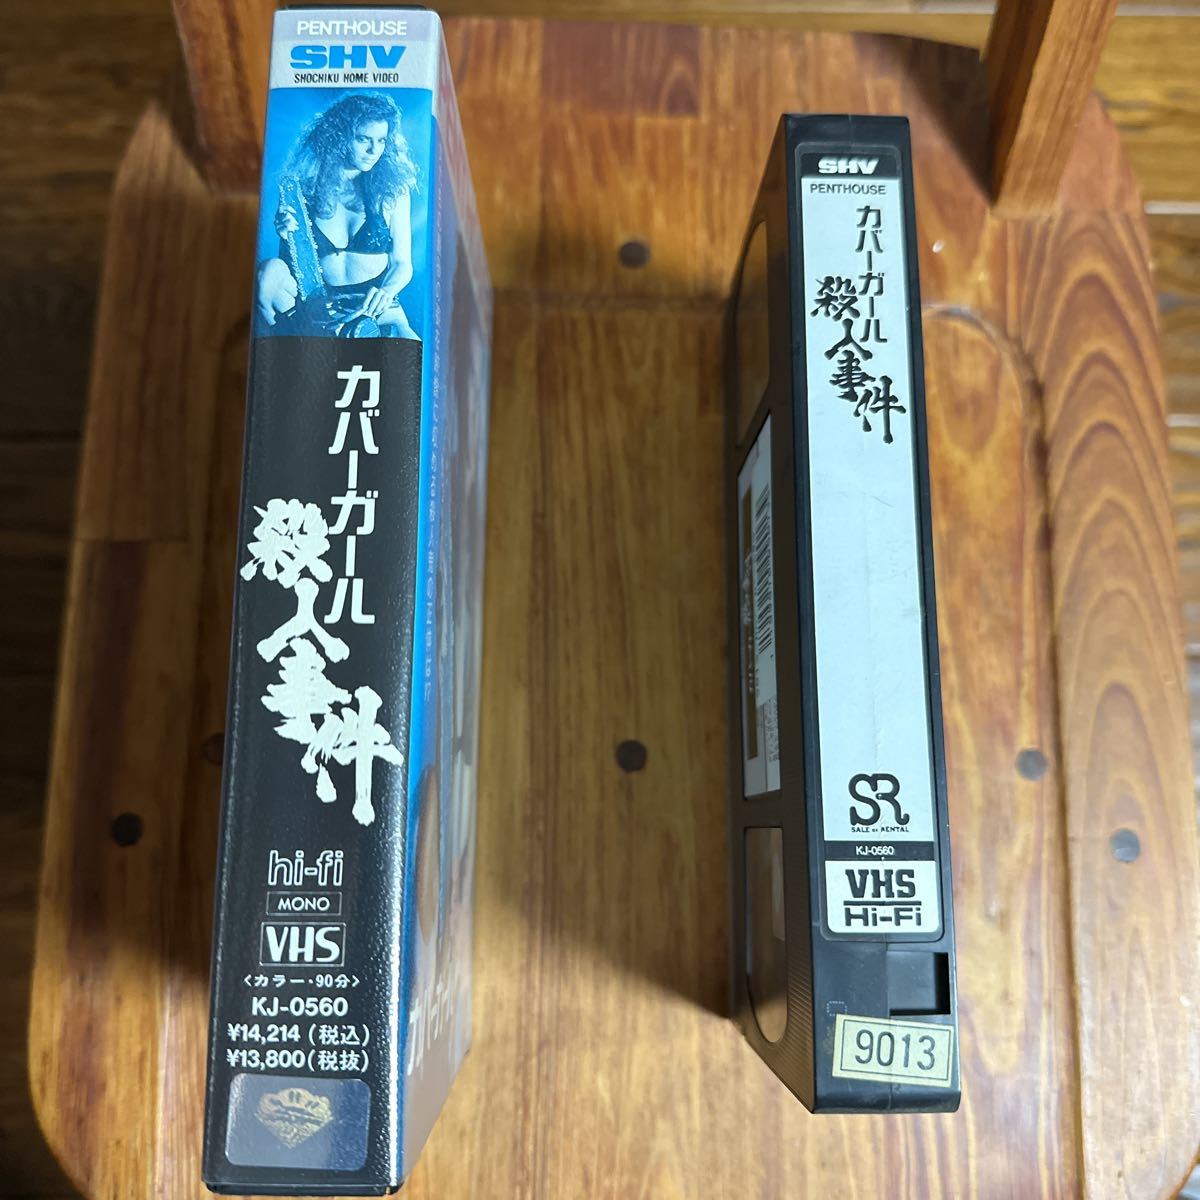 PENTHOUSE
SHV
SHOCHIKU HOME VIDEO
カバーガール
殺人事件
hi-fi
MONO
VHS
〈カラー・90分〉
KJ-0560
¥14,214(税込)
¥13,800(税抜)
SHV
PENTHOUSE
カバーガール
殺人事件
SR
SALE or RENTAL
KJ-0560
VHS
Hi-Fi
9013